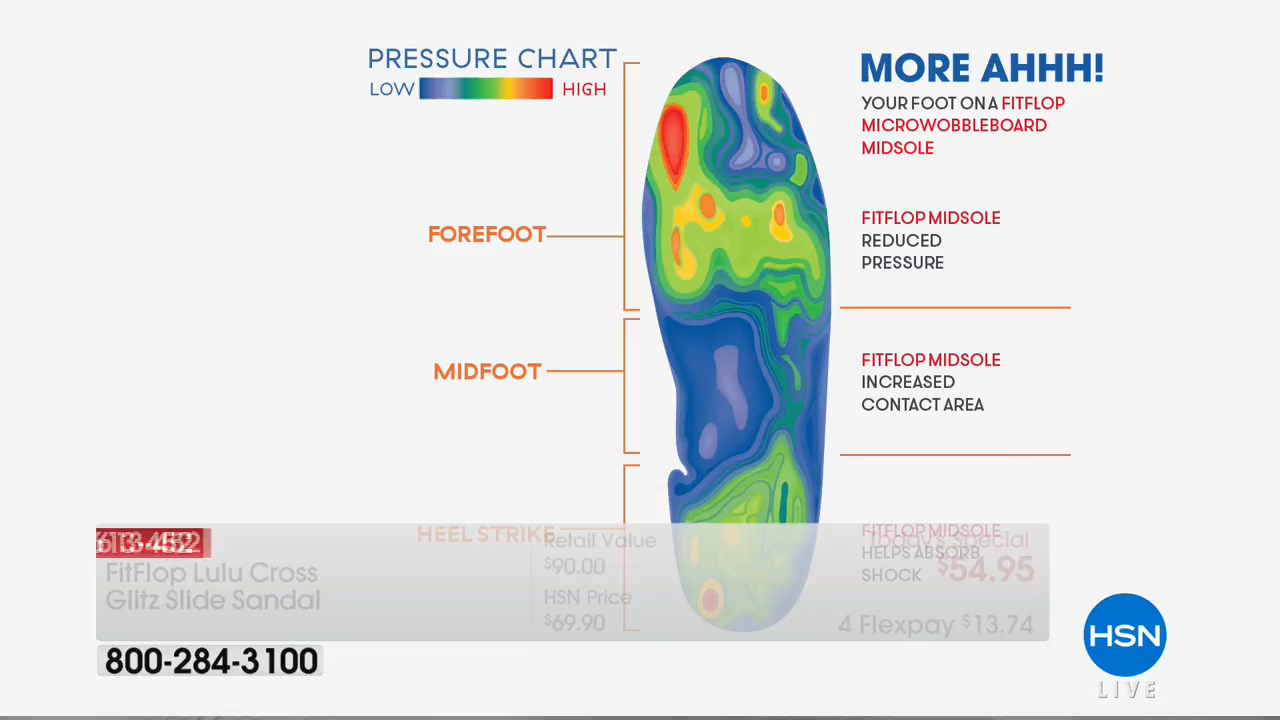 PRESSURE CHART
LOW HIGH
MORE AHHH!
YOUR FOOT ON A FITFLOP
MICROWOBBLEBOARD
MIDSOLE
FOREFOOT
FITFLOP MIDSOLE
REDUCED
PRESSURE
MIDFOOT
FITFLOP MIDSOLE
INCREASED
CONTACT AREA
HEEL STRIKE
FITFLOP MIDSOLE
HELPS ABSORB
SHOCK
FitFlop Lulu Cross
Glitz Slide Sandal
Retail Value
$90.00
HSN Price
$69.90
Today's Special
$54.95
4 Flexpay $13.74
800-284-3100
HSN
LIVE